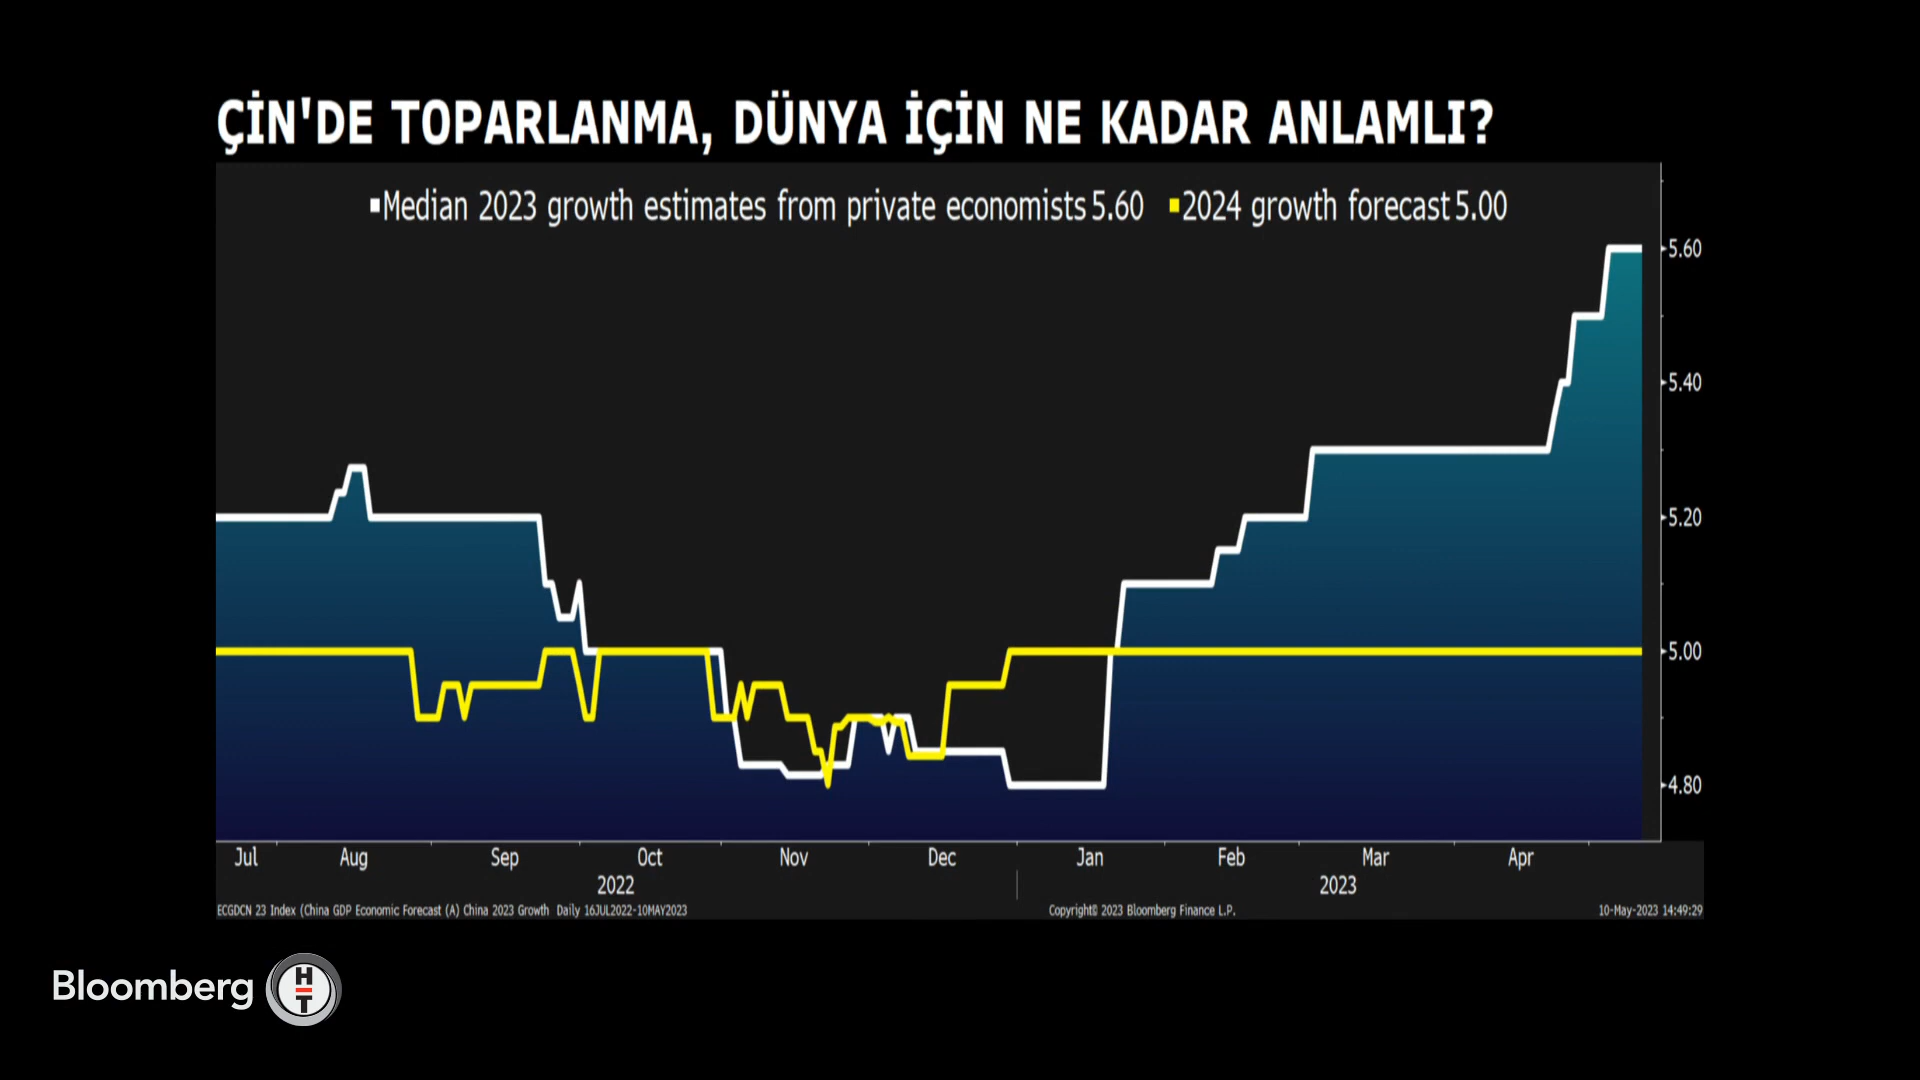 ÇİN'DE TOPARLANMA, DÜNYA İÇİN NE KADAR ANLAMLI?
Median 2023 growth estimates from private economists 5.60 2024 growth forecast 5.00
5.60
5.40
5.20
5.00
4.80
Jul Aug Sep Oct Nov Dec Jan Feb Mar Apr
2022 2023
ECGDCN 23 Index (China GDP Economic Forecast (A) China 2023 Growth Daily 16JUL2022-10MAY2023 Copyright© 2023 Bloomberg Finance L.P. 10-May-2023 14:49:29
Bloomberg HT